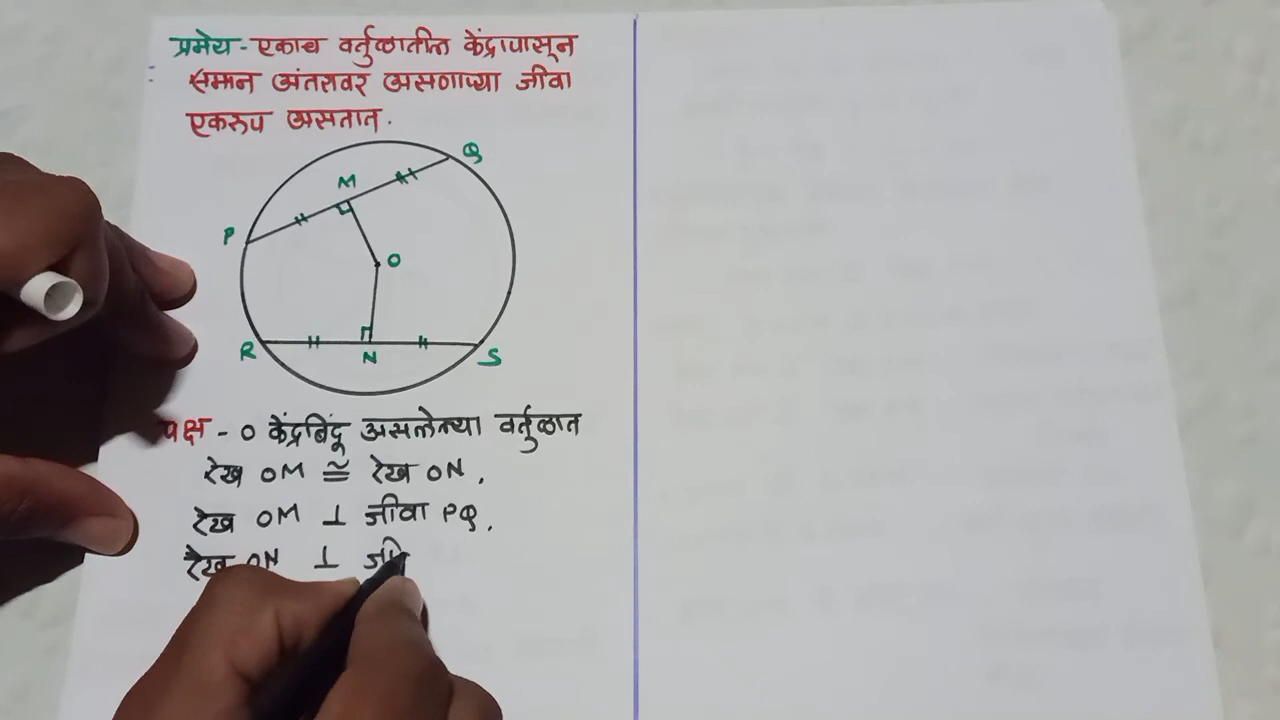 प्रमेय - एकाच वर्तुळातील केंद्रापासून
समान अंतरावर असणाऱ्या जीवा
एकरूप असतात.
Q
M
P
O
R
N
S
पक्ष - O केंद्रबिंदू असलेल्या वर्तुळात
रेख OM ≅ रेख ON,
रेख OM ⊥ जीवा PQ,
रेख ON ⊥